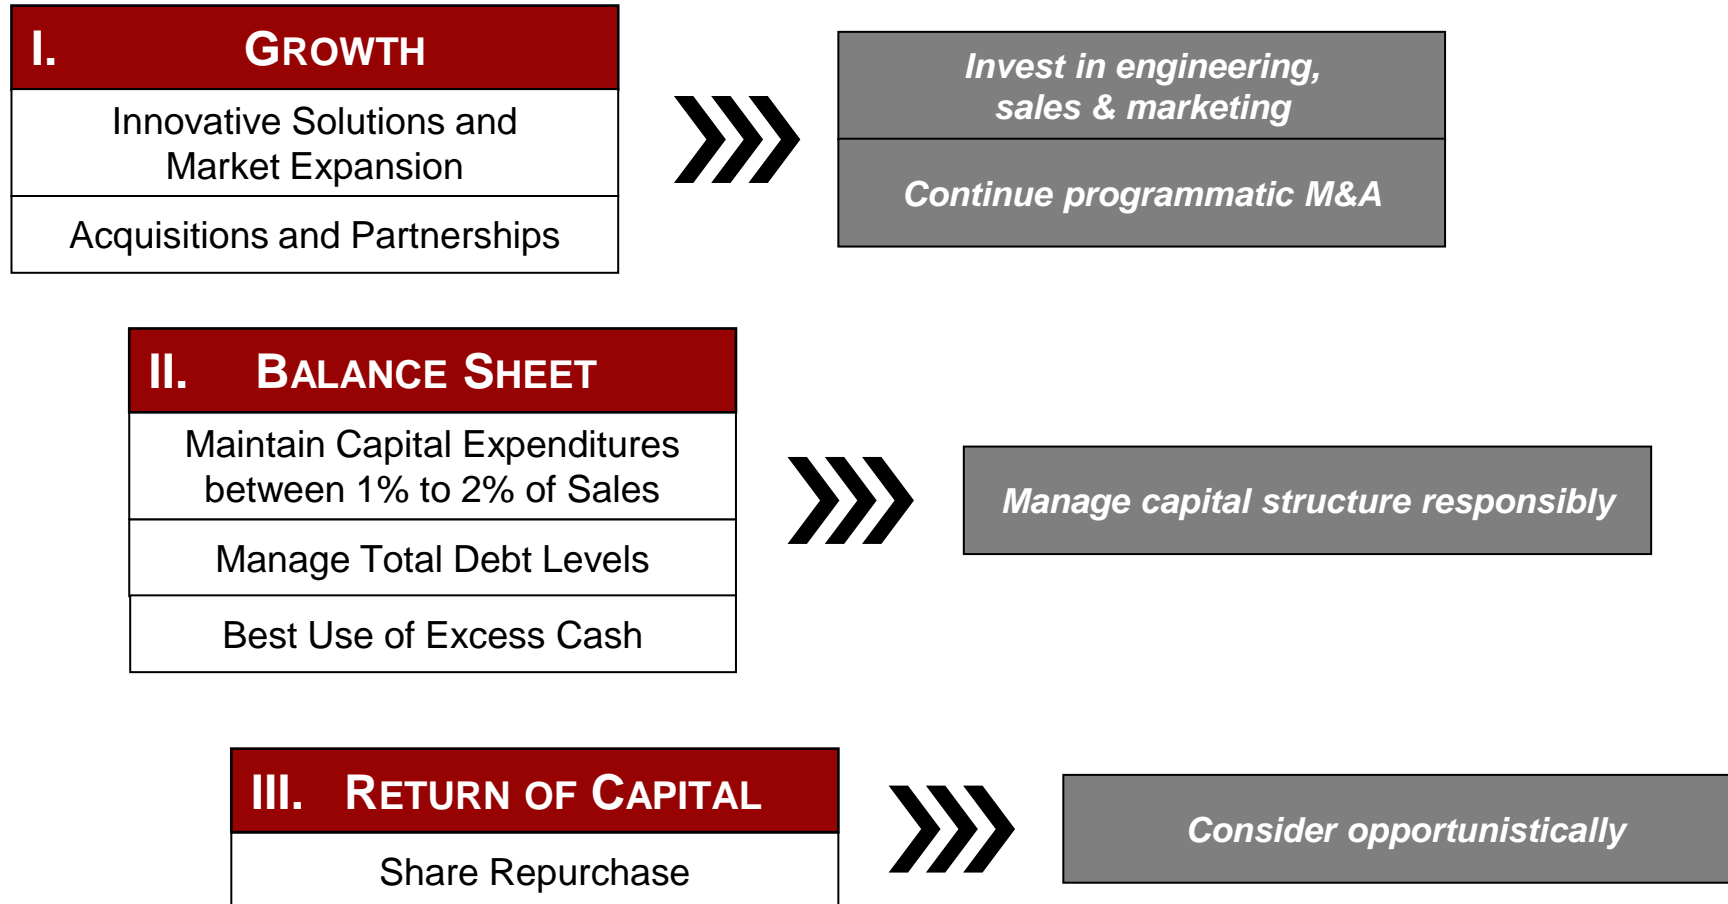 I. GROWTH
Innovative Solutions and
Market Expansion
Acquisitions and Partnerships
Invest in engineering,
sales & marketing
Continue programmatic M&A
II. BALANCE SHEET
Maintain Capital Expenditures
between 1% to 2% of Sales
Manage Total Debt Levels
Best Use of Excess Cash
Manage capital structure responsibly
III. RETURN OF CAPITAL
Share Repurchase
Consider opportunistically